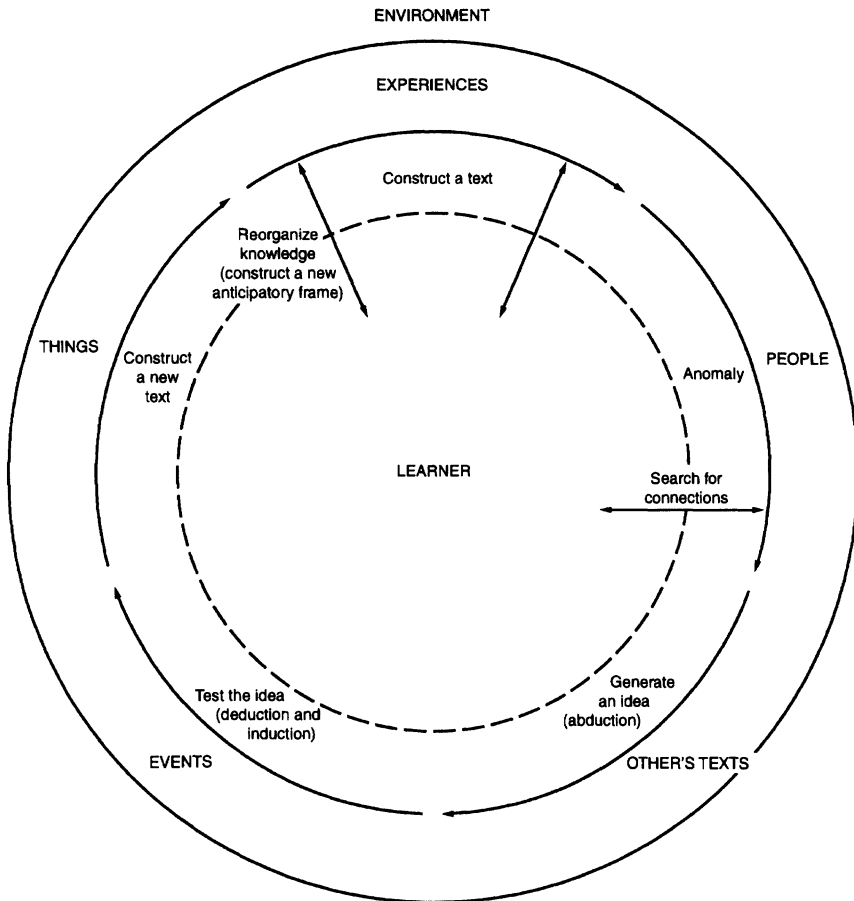 ENVIRONMENT
EXPERIENCES
Construct a text
Reorganize
knowledge
(construct a new
anticipatory frame)
THINGS
Construct
a new
text
Anomaly
PEOPLE
LEARNER
Search for
connections
Test the idea
(deduction and
induction)
Generate
an idea
(abduction)
EVENTS
OTHER'S TEXTS